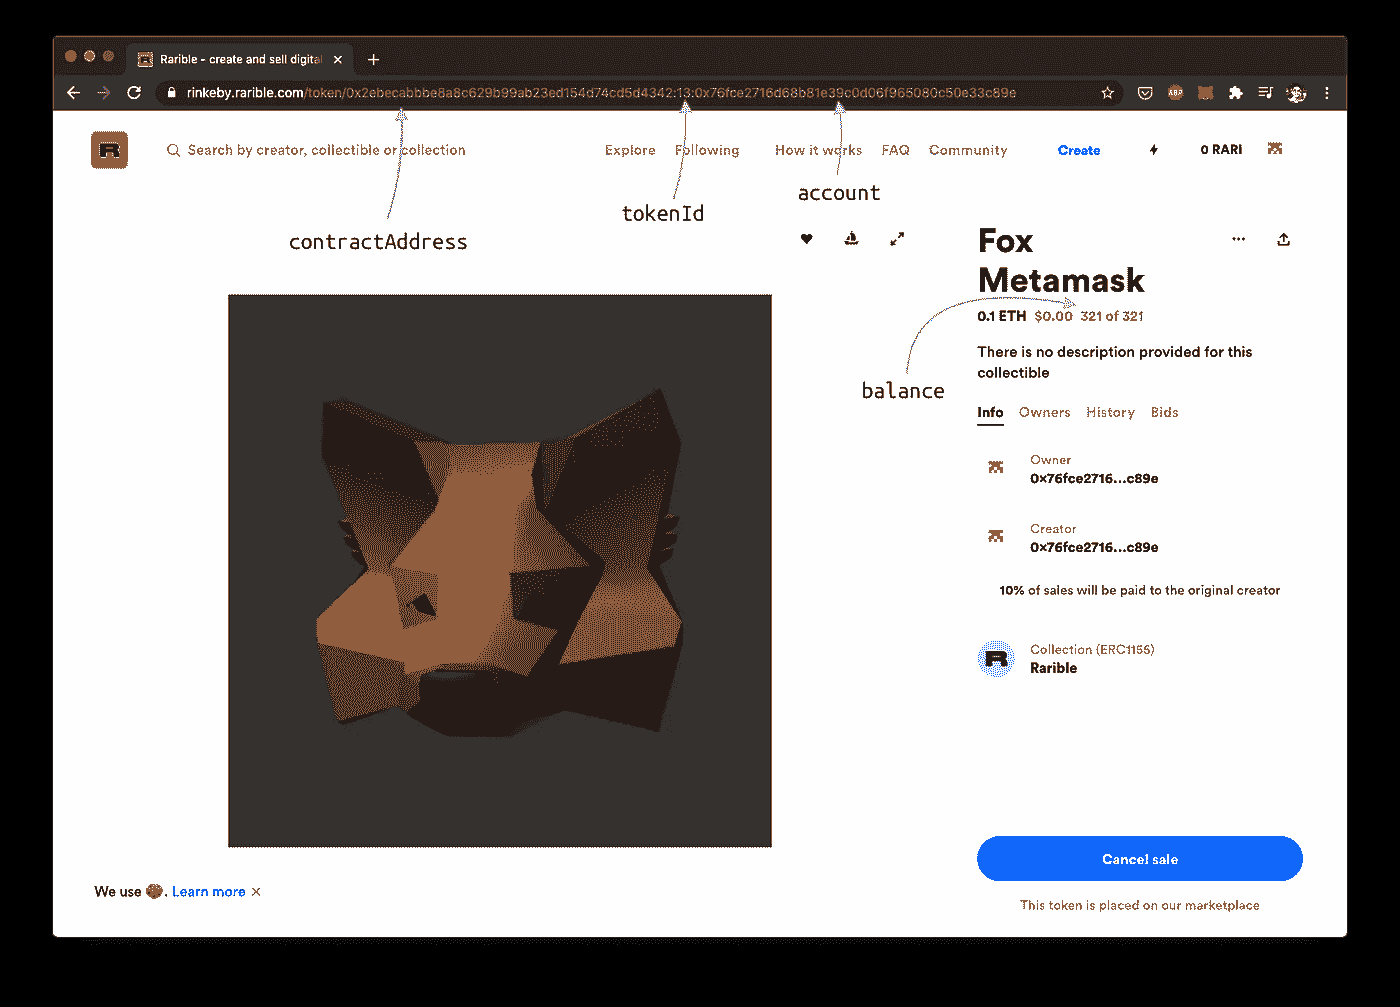 Rarible - create and sell digital
rinkeby.rarible.com/token/0x2ebecabbbe8a8c629b99ab23ed154d74cd5d4342:13:0x76fce2716d68b81e39c0d06f965080c50e33c89e
ABP
Search by creator, collectible or collection
Explore Following How it works FAQ Community Create 0 RARI
account
tokenId
contractAddress
Fox
Metamask
0.1 ETH $0.00 321 of 321
There is no description provided for this
collectible
balance
Info Owners History Bids
Owner
0x76fce2716...c89e
Creator
0x76fce2716...c89e
10% of sales will be paid to the original creator
Collection (ERC1155)
Rarible
Cancel sale
We use 🍪. Learn more ×
This token is placed on our marketplace